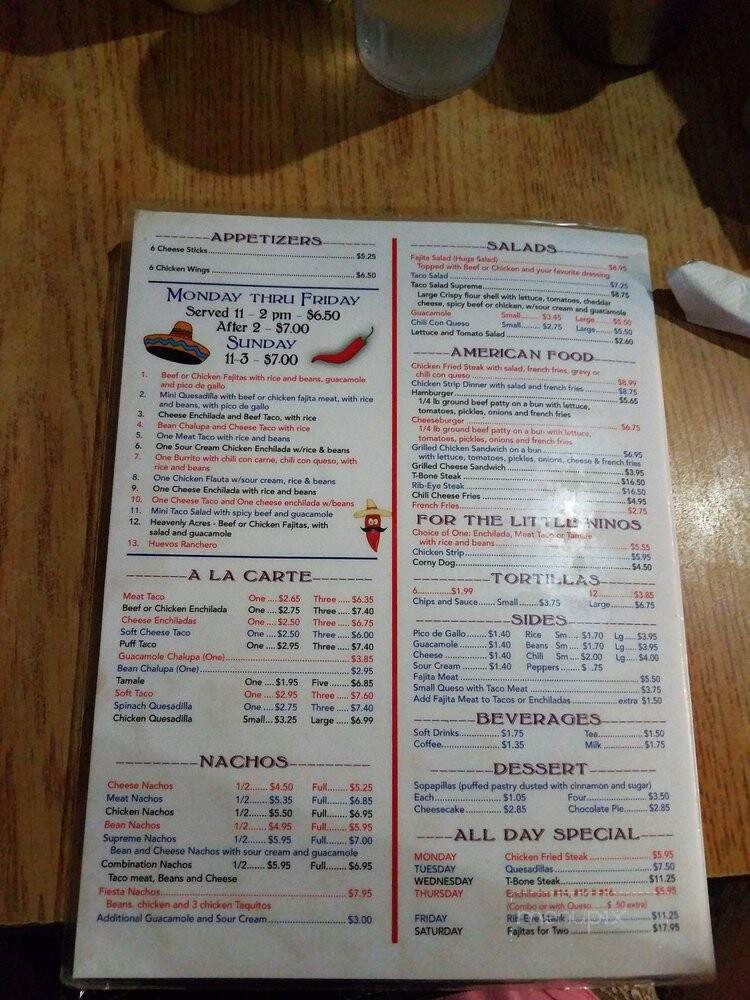 APPETIZERS
6 Cheese Sticks $5.25
6 Chicken Wings $6.50
MONDAY THRU FRIDAY
Served 11 - 2 pm - $6.50
After 2 - $7.00
SUNDAY
11-3 - $7.00
1. Beef or Chicken Fajitas with rice and beans, guacamole
and pico de gallo
2. Mini Quesadilla with beef or chicken fajita meat, with rice
and beans, with pico de gallo
3. Cheese Enchilada and Beef Taco, with rice
4. Bean Chalupa and Cheese Taco with rice
5. One Meat Taco with rice and beans
6. One Sour Cream Chicken Enchilada w/rice & beans
7. One Burrito with chili con carne, chili con queso, with
rice and beans
8. One Chicken Flauta w/sour cream, rice & beans
9. One Cheese Enchilada with rice and beans
10. One Cheese Taco and One cheese enchilada w/beans
11. Mini Taco Salad with spicy beef and guacamole
12. Heavenly Acres - Beef or Chicken Fajitas, with
salad and guacamole
13. Huevos Ranchero
A LA CARTE
Meat Taco One .... $2.65 Three ..... $6.35
Beef or Chicken Enchilada One .... $2.75 Three .... $7.40
Cheese Enchiladas One .... $2.50 Three .... $6.75
Soft Cheese Taco One .... $2.50 Three .... $6.00
Puff Taco One .... $2.95 Three .... $7.40
Guacamole Chalupa (One) $3.85
Bean Chalupa (One) $2.95
Tamale One .... $1.95 Five ...... $6.85
Soft Taco One .... $2.95 Three .... $7.60
Spinach Quesadilla One .... $2.75 Three .... $7.40
Chicken Quesadilla Small... $3.25 Large ..... $6.99
NACHOS
Cheese Nachos 1/2....... $4.50 Full........ $5.25
Meat Nachos 1/2....... $5.35 Full........ $6.85
Chicken Nachos 1/2....... $5.50 Full........ $6.95
Bean Nachos 1/2....... $4.95 Full........ $5.95
Supreme Nachos 1/2....... $5.95 Full........ $7.00
Bean and Cheese Nachos with sour cream and guacamole
Combination Nachos 1/2....... $5.95 Full........ $6.95
Taco meat, Beans and Cheese
Fiesta Nachos $7.95
Beans, chicken and 3 chicken Taquitos
Additional Guacamole and Sour Cream $3.00
SALADS
Fajita Salad (Huge Salad) $8.95
Topped with Beef or Chicken and your favorite dressing
Taco Salad $7.25
Taco Salad Supreme $8.75
Large Crispy flour shell with lettuce, tomatoes, cheddar
cheese, spicy beef or chicken, w/sour cream and guacamole
Guacamole Small........ $3.45 Large....... $5.50
Chili Con Queso Small........ $2.75 Large....... $5.50
Lettuce and Tomato Salad $2.60
AMERICAN FOOD
Chicken Fried Steak with salad, french fries, gravy or
chili con queso $8.99
Chicken Strip Dinner with salad and french fries $8.75
Hamburger $5.65
1/4 lb ground beef patty on a bun with lettuce,
tomatoes, pickles, onions and french fries
Cheeseburger $6.75
1/4 lb ground beef patty on a bun with lettuce,
tomatoes, pickles, onions and french fries
Grilled Chicken Sandwich on a bun $6.95
with lettuce, tomatoes, pickles, onions, cheese & french fries
Grilled Cheese Sandwich $3.95
T-Bone Steak $16.50
Rib-Eye Steak $16.50
Chili Cheese Fries $4.95
French Fries $2.75
FOR THE LITTLE NINOS
Choice of One: Enchilada, Meat Taco or Tamale
with rice and beans $5.55
Chicken Strip $5.95
Corny Dog $4.50
TORTILLAS
6 $1.99 12 $3.85
Chips and Sauce....... Small........ $3.75 Large......... $6.75
SIDES
Pico de Gallo ....... $1.40 Rice Sm .... $1.70 Lg .... $3.95
Guacamole ........ $1.40 Beans Sm .... $1.70 Lg .... $3.95
Cheese ............. $1.40 Chili Sm .... $2.00 Lg .... $4.00
Sour Cream ....... $1.40 Peppers ....... $ .75
Fajita Meat $5.50
Small Queso with Taco Meat $3.75
Add Fajita Meat to Tacos or Enchiladas extra $1.50
BEVERAGES
Soft Drinks $1.75 Tea $1.50
Coffee $1.35 Milk $1.75
DESSERT
Sopapillas (puffed pastry dusted with cinnamon and sugar)
Each $1.05 Four $3.50
Cheesecake $2.85 Chocolate Pie $2.85
ALL DAY SPECIAL
MONDAY Chicken Fried Steak $5.95
TUESDAY Quesadillas $7.50
WEDNESDAY T-Bone Steak $11.25
THURSDAY Enchiladas #14, #15 #16 $5.95
(Combo or with Queso ...... $ .50 extra)
FRIDAY Rib Eye Steak $11.25
SATURDAY Fajitas for Two $17.95